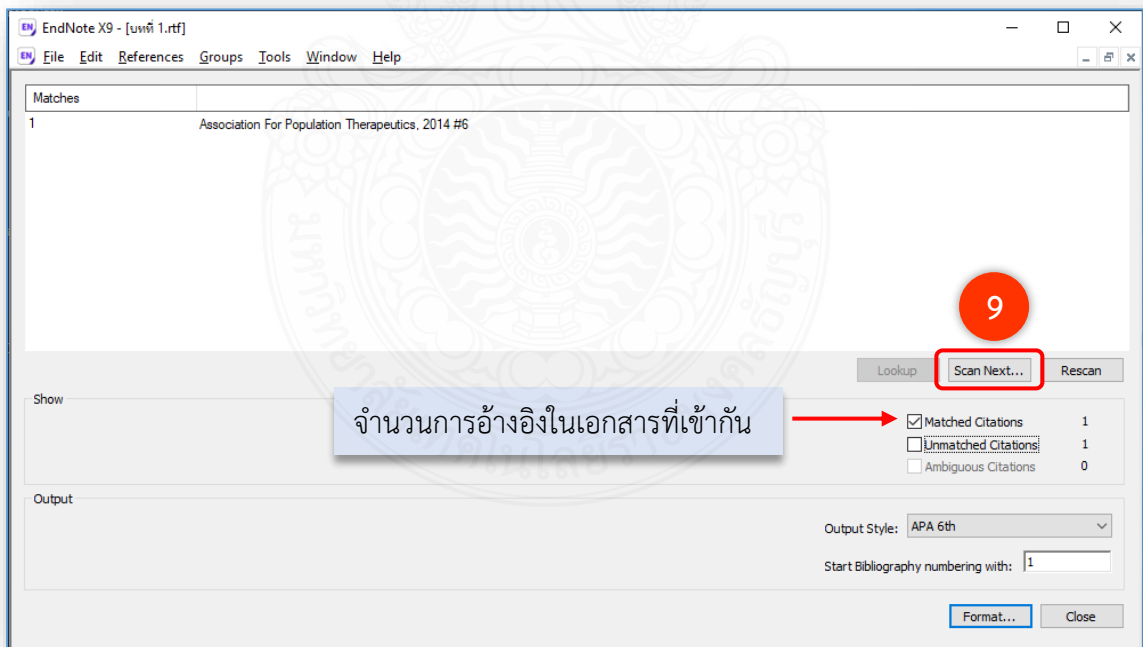 EndNote X9 - [บทที่ 1.rtf]
File Edit References Groups Tools Window Help
Matches
1 Association For Population Therapeutics, 2014 #6
9
Lookup Scan Next... Rescan
Show
จำนวนการอ้างอิงในเอกสารที่เข้ากัน
Matched Citations 1
Unmatched Citations 1
Ambiguous Citations 0
Output
Output Style: APA 6th
Start Bibliography numbering with: 1
Format... Close